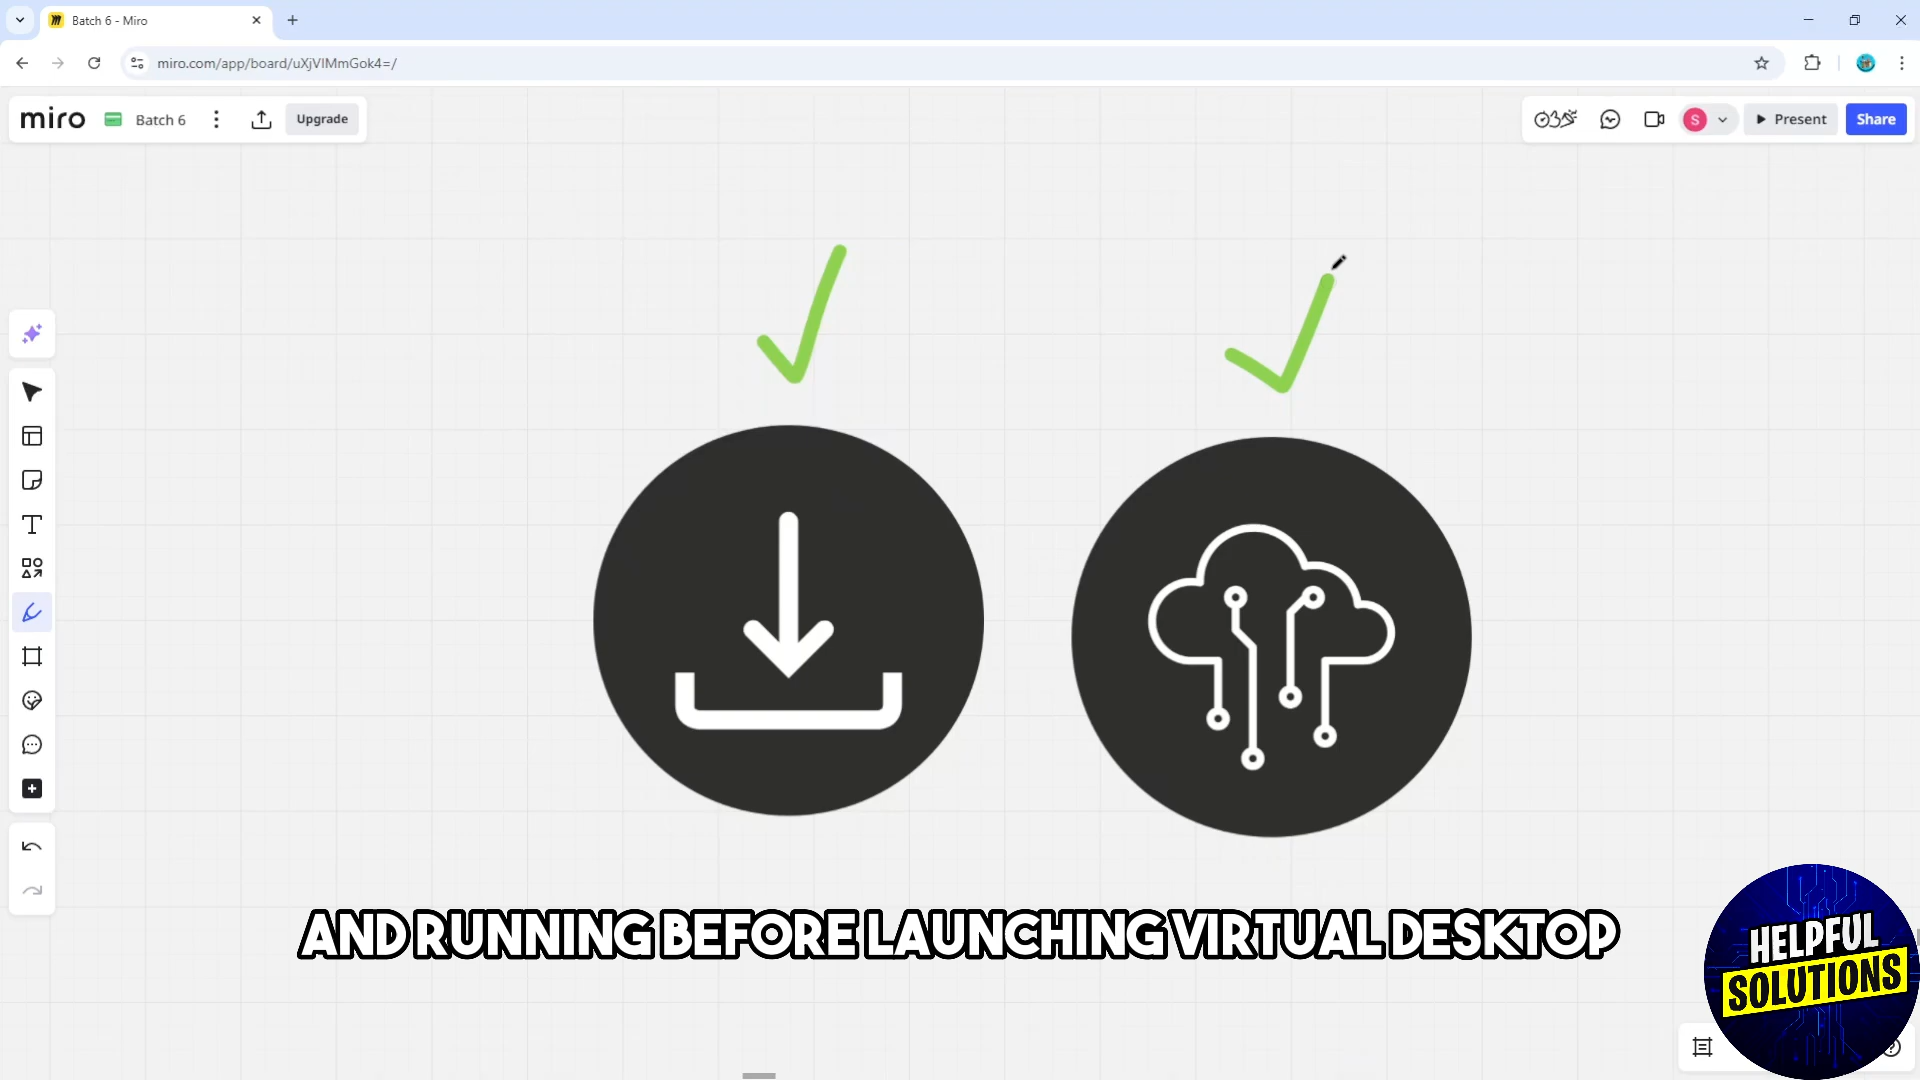 Batch 6 - Miro
miro.com/app/board/uXjVIMmGok4=/
miro
Batch 6
Upgrade
S
Present
Share
AND RUNNING BEFORE LAUNCHING VIRTUAL DESKTOP
HELPFUL
SOLUTIONS